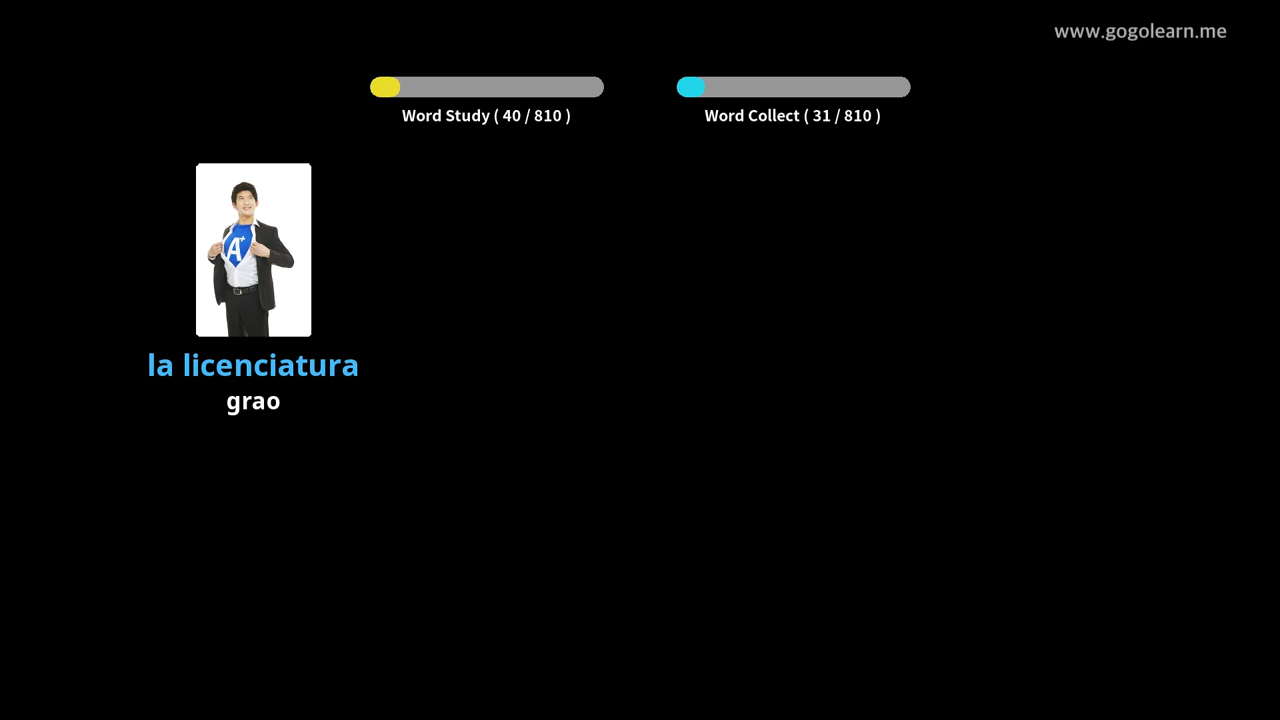 www.gogolearn.me
Word Study ( 40 / 810 )
Word Collect ( 31 / 810 )
A+
la licenciatura
grao